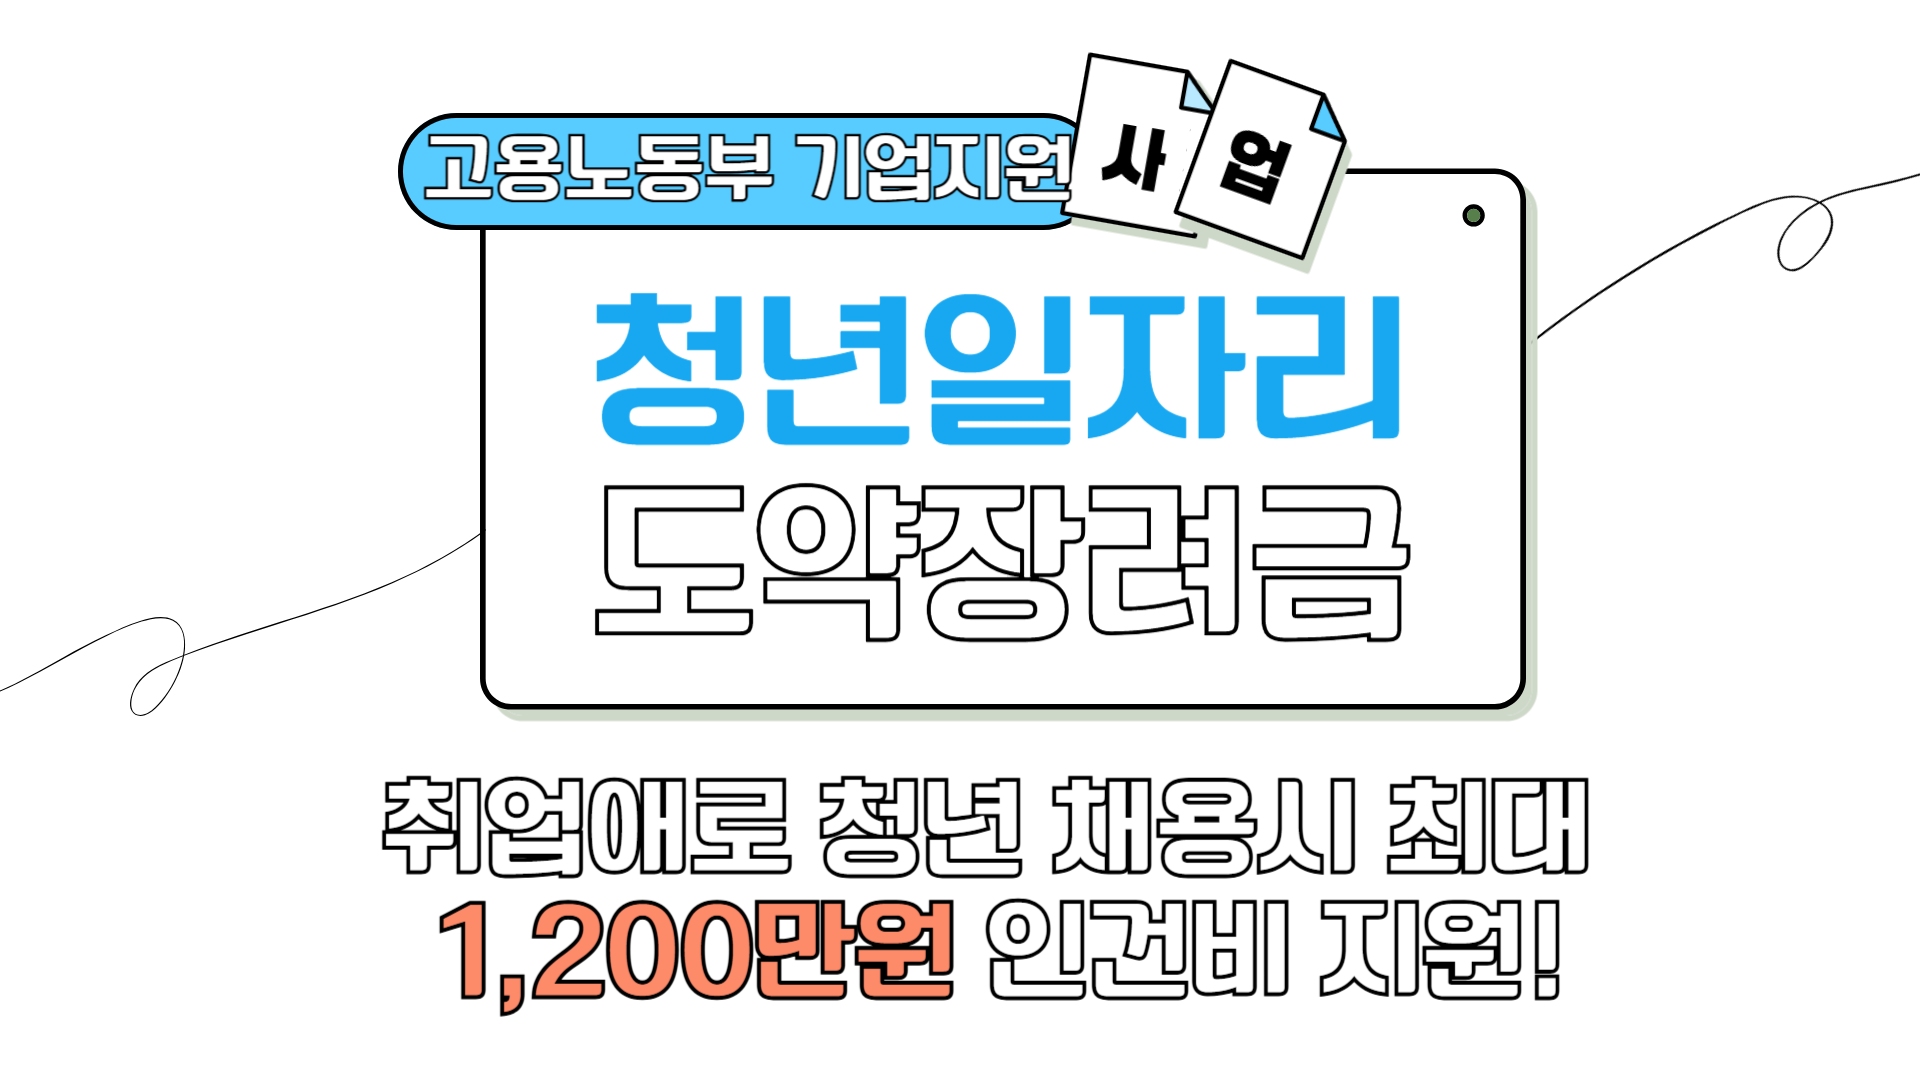 고용노동부 기업지원 사업
청년일자리
도약장려금
취업애로 청년 채용시 최대
1,200만원 인건비 지원!